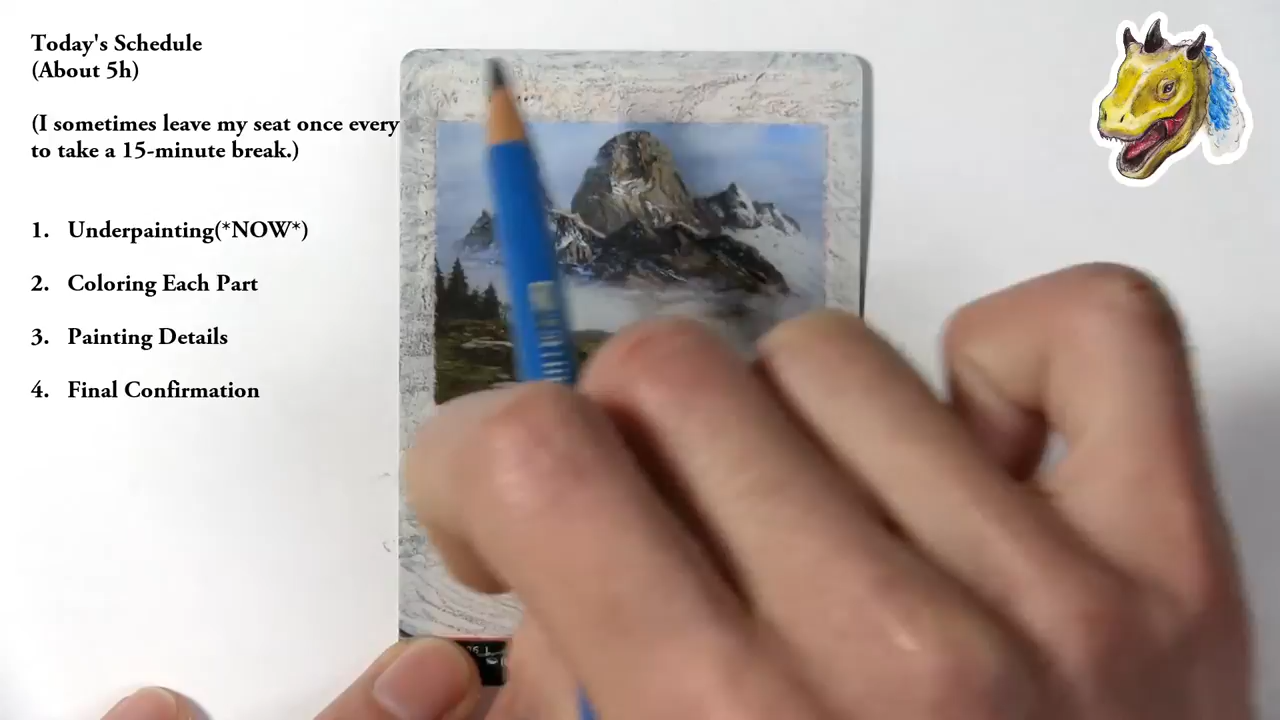 Today's Schedule
(About 5h)
(I sometimes leave my seat once every
to take a 15-minute break.)
1. Underpainting(*NOW*)
2. Coloring Each Part
3. Painting Details
4. Final Confirmation